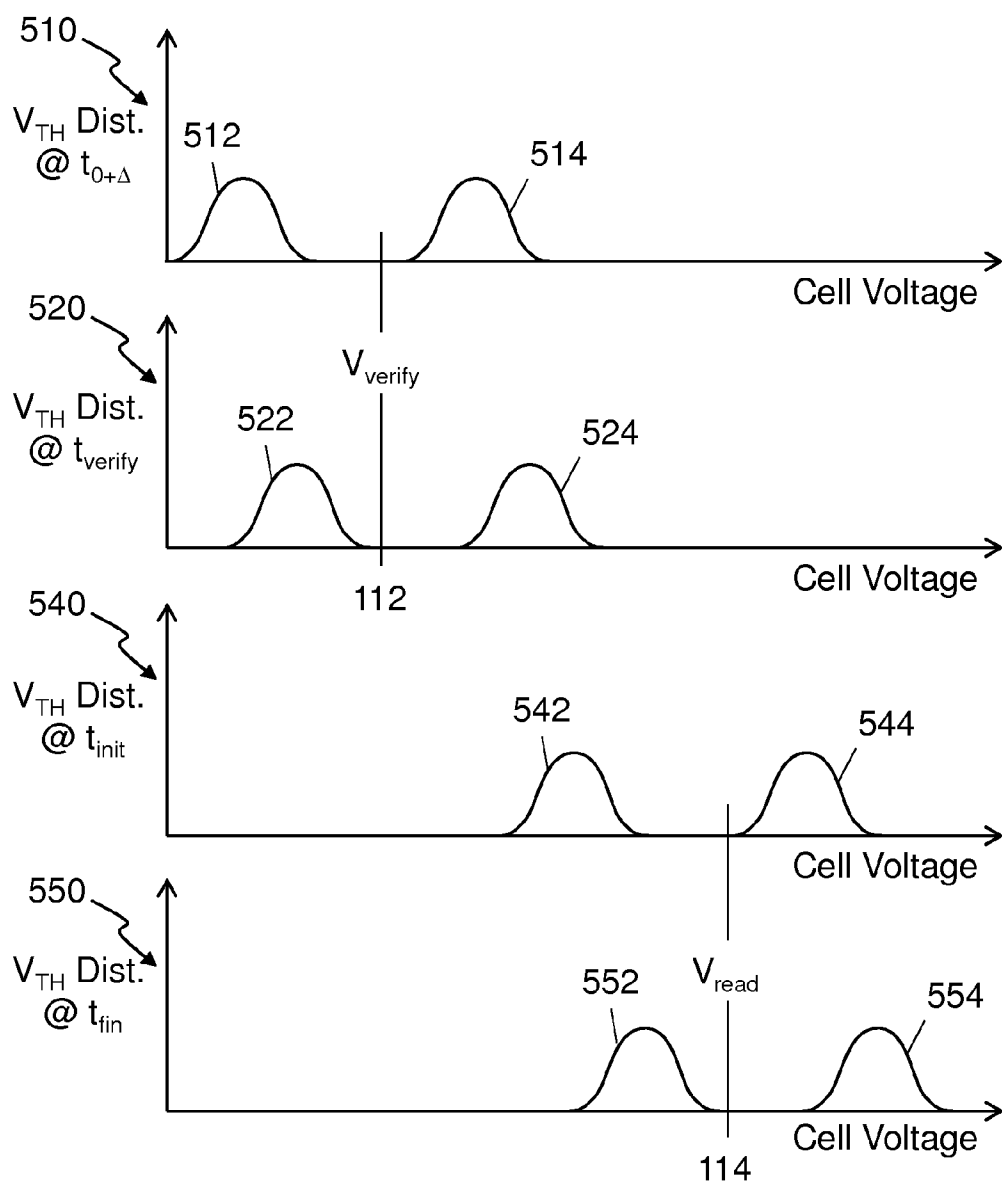 510
V_TH Dist.
@ t_0+Δ
512
514
Cell Voltage
520
V_TH Dist.
@ t_verify
V_verify
522
524
Cell Voltage
112
540
V_TH Dist.
@ t_init
542
544
Cell Voltage
550
V_TH Dist.
@ t_fin
552
V_read
554
Cell Voltage
114